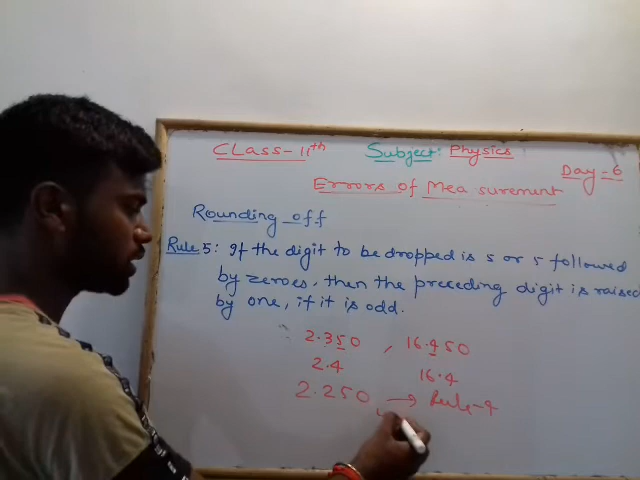 Class-11th Subject: Physics
Day=6
Errors of Measurement
Rounding off
Rule 5: If the digit to be dropped is 5 or 5 followed
by zeroes, then the preceding digit is raised
by one, if it is odd.
2.350 , 16.450
2.4 16.4
2.250 → Rule-4